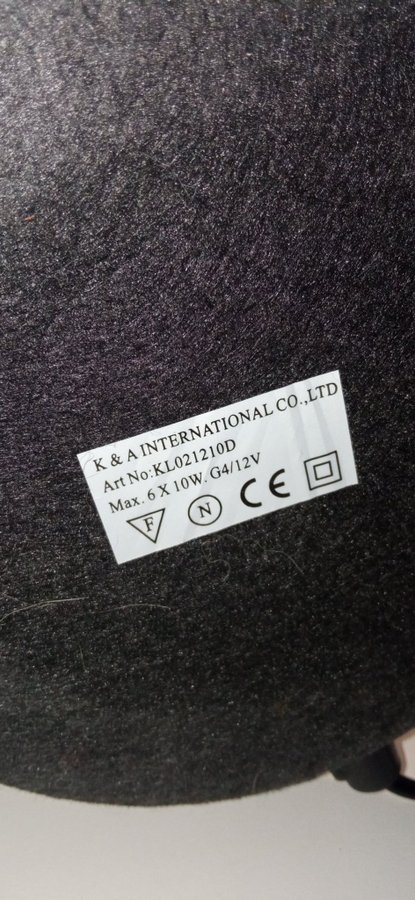 K & A INTERNATIONAL CO.,LTD
Art No:KL021210D
Max. 6 X 10W. G4/12V
F N CE